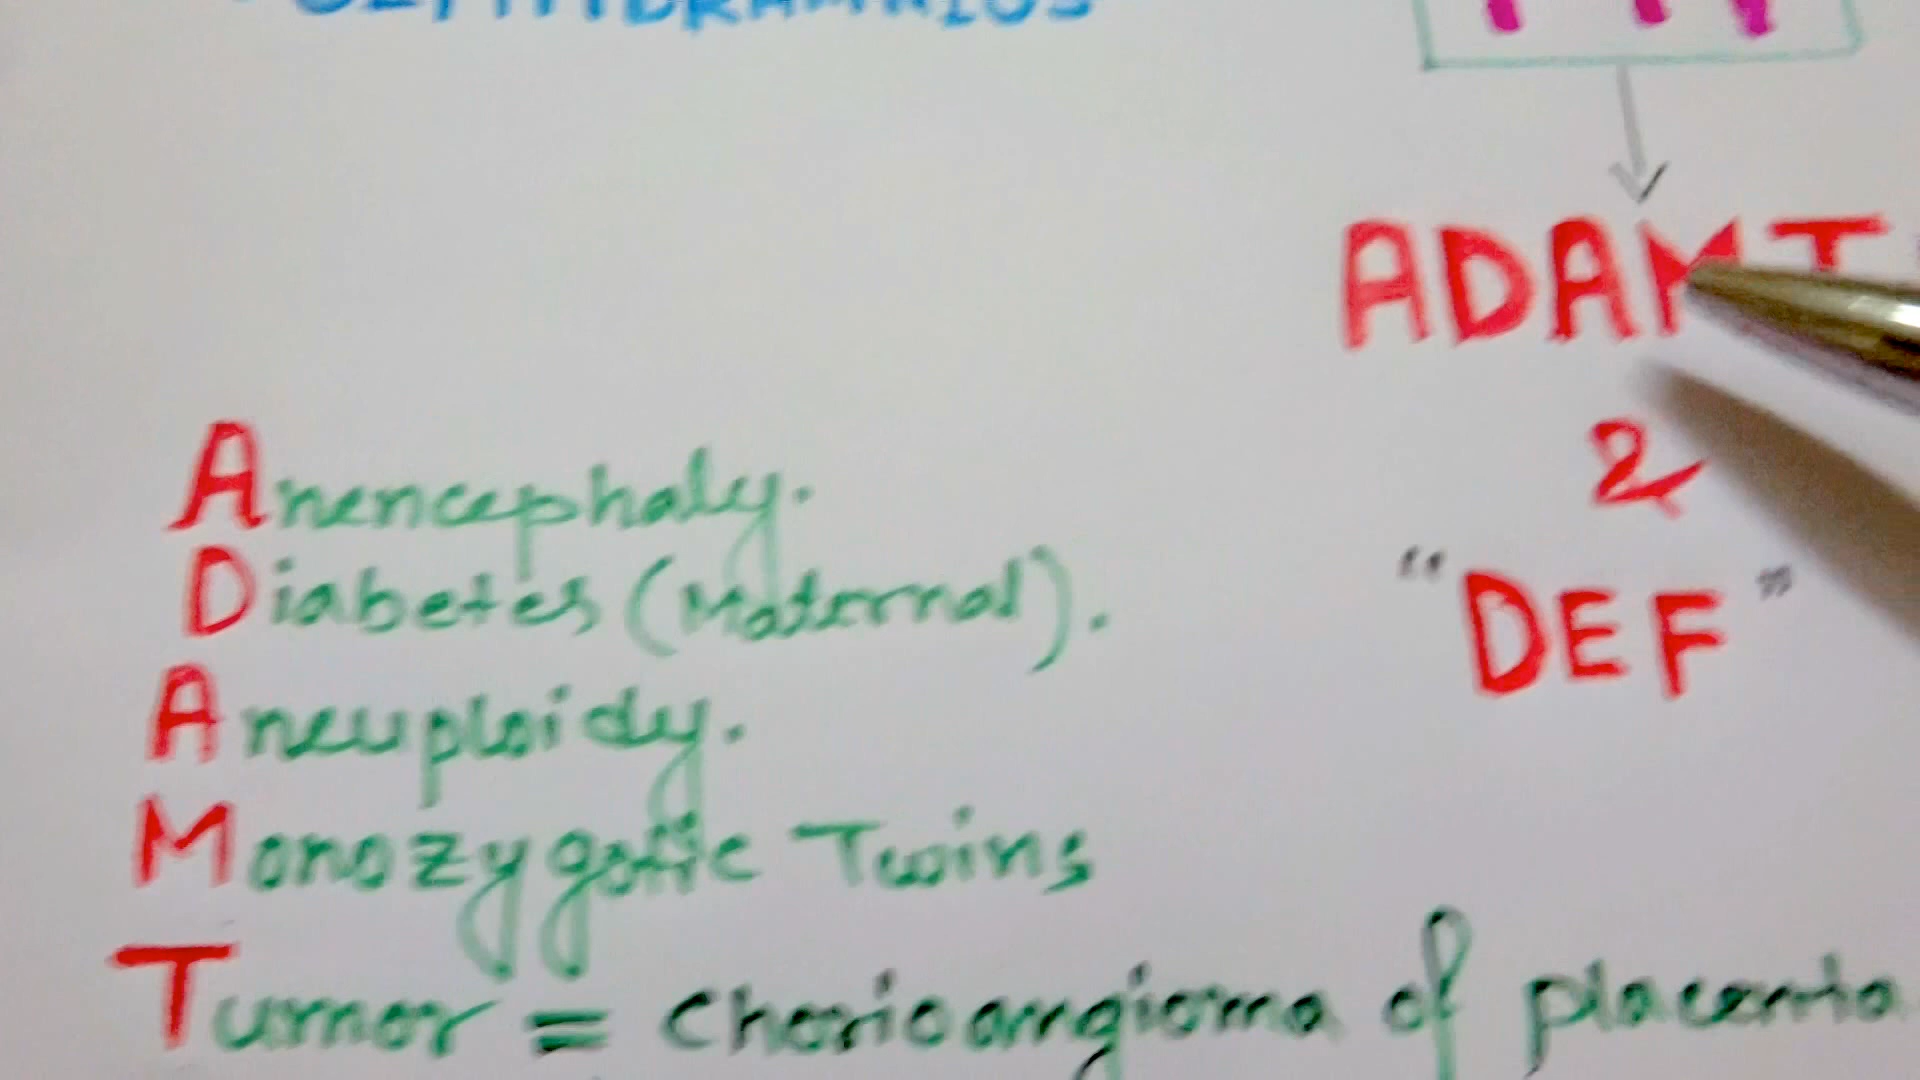 ADAMT
&
"DEF"
Anencephaly.
Diabetes (Maternal).
Aneuploidy.
Monozygotic Twins
Tumor = Chorioangioma of placenta